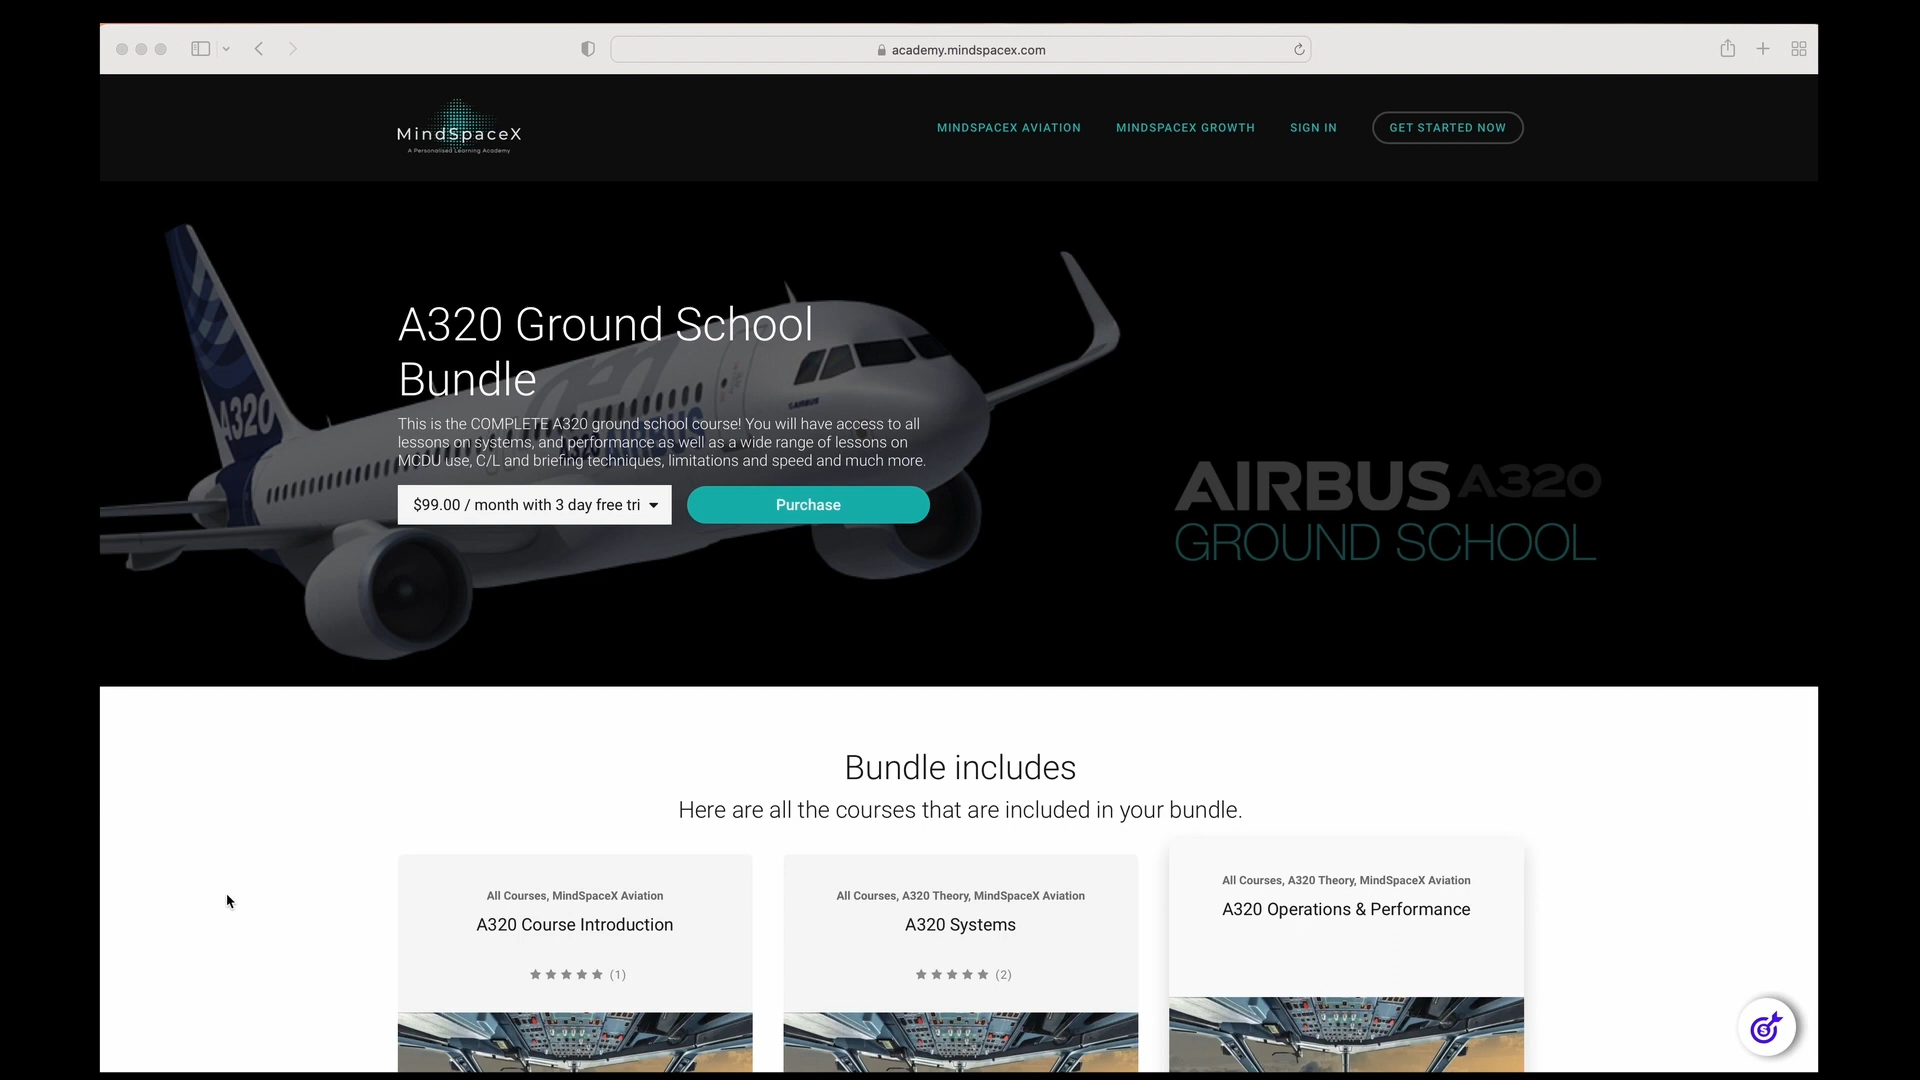 academy.mindspacex.com
MindSpaceX
A Personalised Learning Academy
MINDSPACEX AVIATION
MINDSPACEX GROWTH
SIGN IN
GET STARTED NOW
A320 Ground School
Bundle
This is the COMPLETE A320 ground school course! You will have access to all
lessons on systems, and performance as well as a wide range of lessons on
MCDU use, C/L and briefing techniques, limitations and speed and much more.
$99.00 / month with 3 day free tri
Purchase
A320
A320 AIRBUS
AIRBUS
AIRBUS A320
GROUND SCHOOL
Bundle includes
Here are all the courses that are included in your bundle.
All Courses, MindSpaceX Aviation
A320 Course Introduction
(1)
All Courses, A320 Theory, MindSpaceX Aviation
A320 Systems
(2)
All Courses, A320 Theory, MindSpaceX Aviation
A320 Operations & Performance